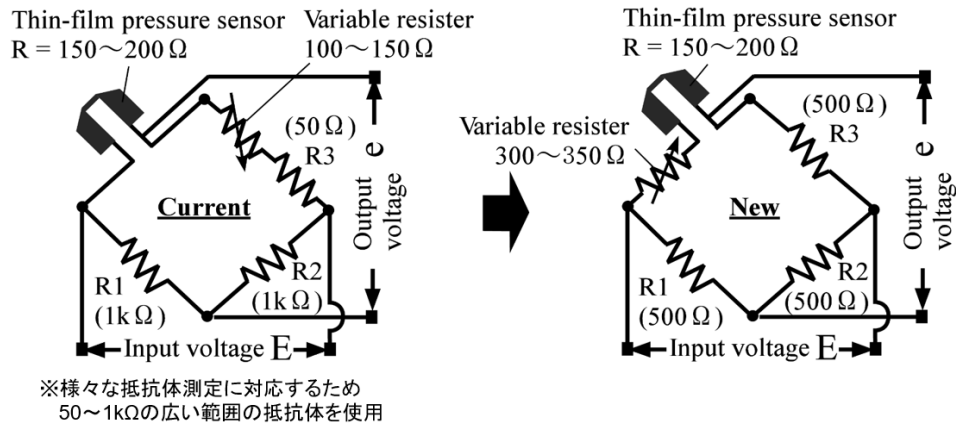 Thin-film pressure sensor
R = 150～200 Ω
Variable resister
100～150 Ω
(50 Ω)
R3
Current
R1
(1k Ω)
R2
(1k Ω)
Output voltage
e
Input voltage E
※様々な抵抗体測定に対応するため
50～1kΩの広い範囲の抵抗体を使用
Thin-film pressure sensor
R = 150～200 Ω
Variable resister
300～350 Ω
(500 Ω)
R3
New
R1
(500 Ω)
R2
(500 Ω)
Output voltage
e
Input voltage E